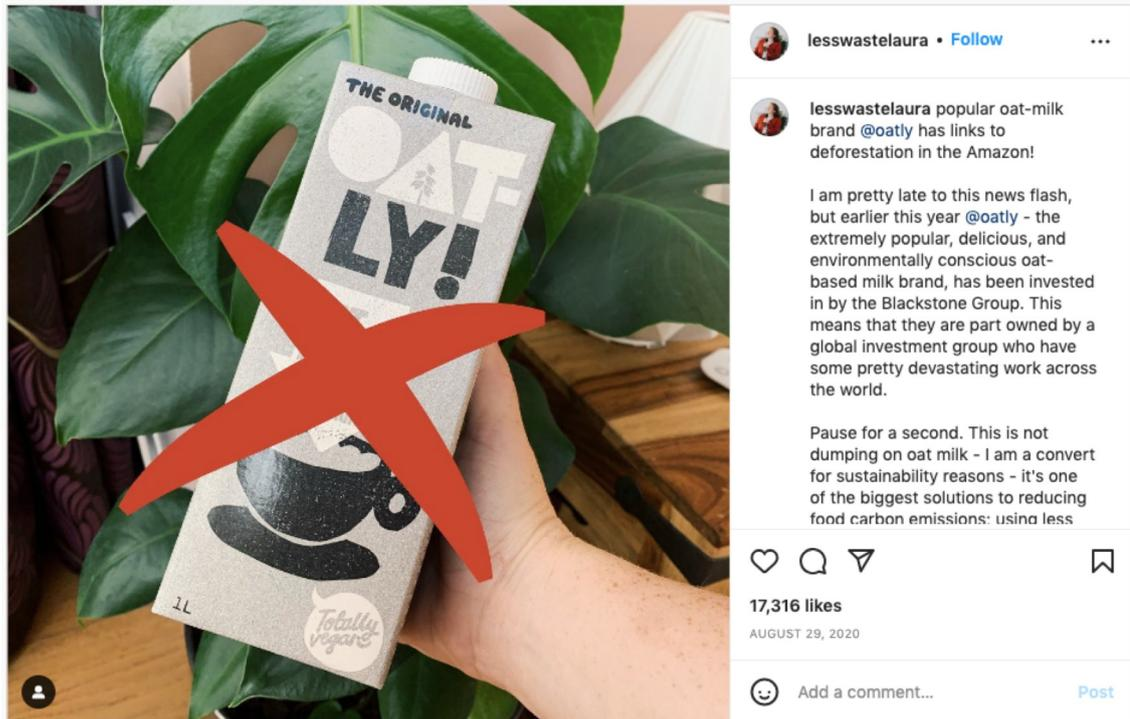 THE ORIGINAL
OAT-
LY!
1L
Totally
vegan
lesswastelaura • Follow
lesswastelaura popular oat-milk
brand @oatly has links to
deforestation in the Amazon!
I am pretty late to this news flash,
but earlier this year @oatly - the
extremely popular, delicious, and
environmentally conscious oat-
based milk brand, has been invested
in by the Blackstone Group. This
means that they are part owned by a
global investment group who have
some pretty devastating work across
the world.
Pause for a second. This is not
dumping on oat milk - I am a convert
for sustainability reasons - it's one
of the biggest solutions to reducing
food carbon emissions: using less
17,316 likes
AUGUST 29, 2020
Add a comment...
Post